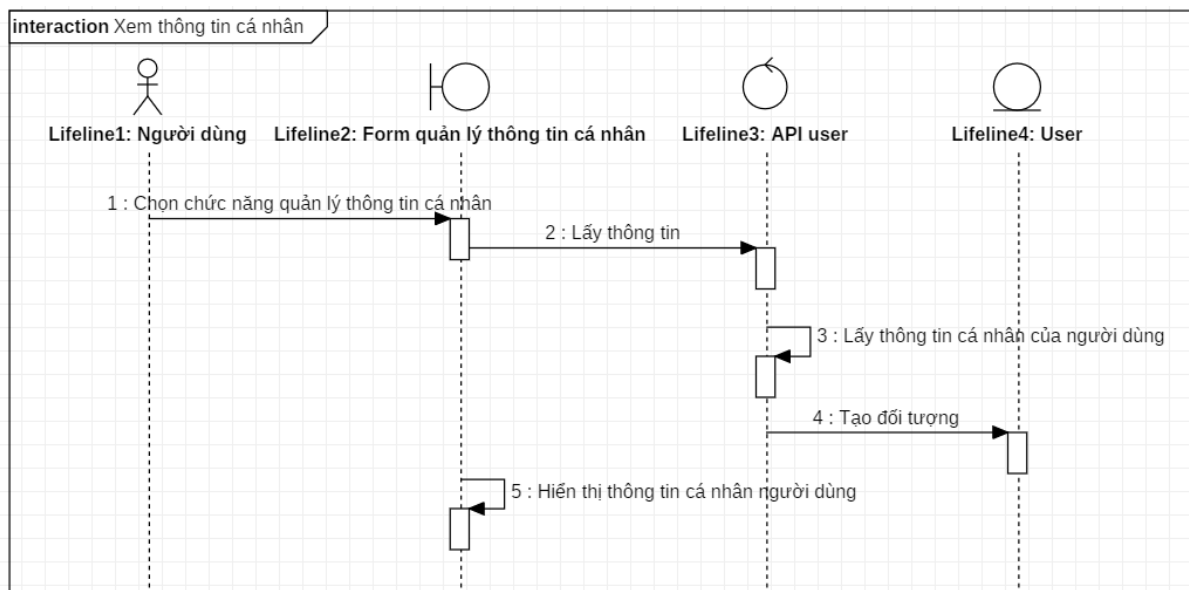 interaction Xem thông tin cá nhân
Lifeline1: Người dùng
Lifeline2: Form quản lý thông tin cá nhân
Lifeline3: API user
Lifeline4: User
1 : Chọn chức năng quản lý thông tin cá nhân
2 : Lấy thông tin
3 : Lấy thông tin cá nhân của người dùng
4 : Tạo đối tượng
5 : Hiển thị thông tin cá nhân người dùng